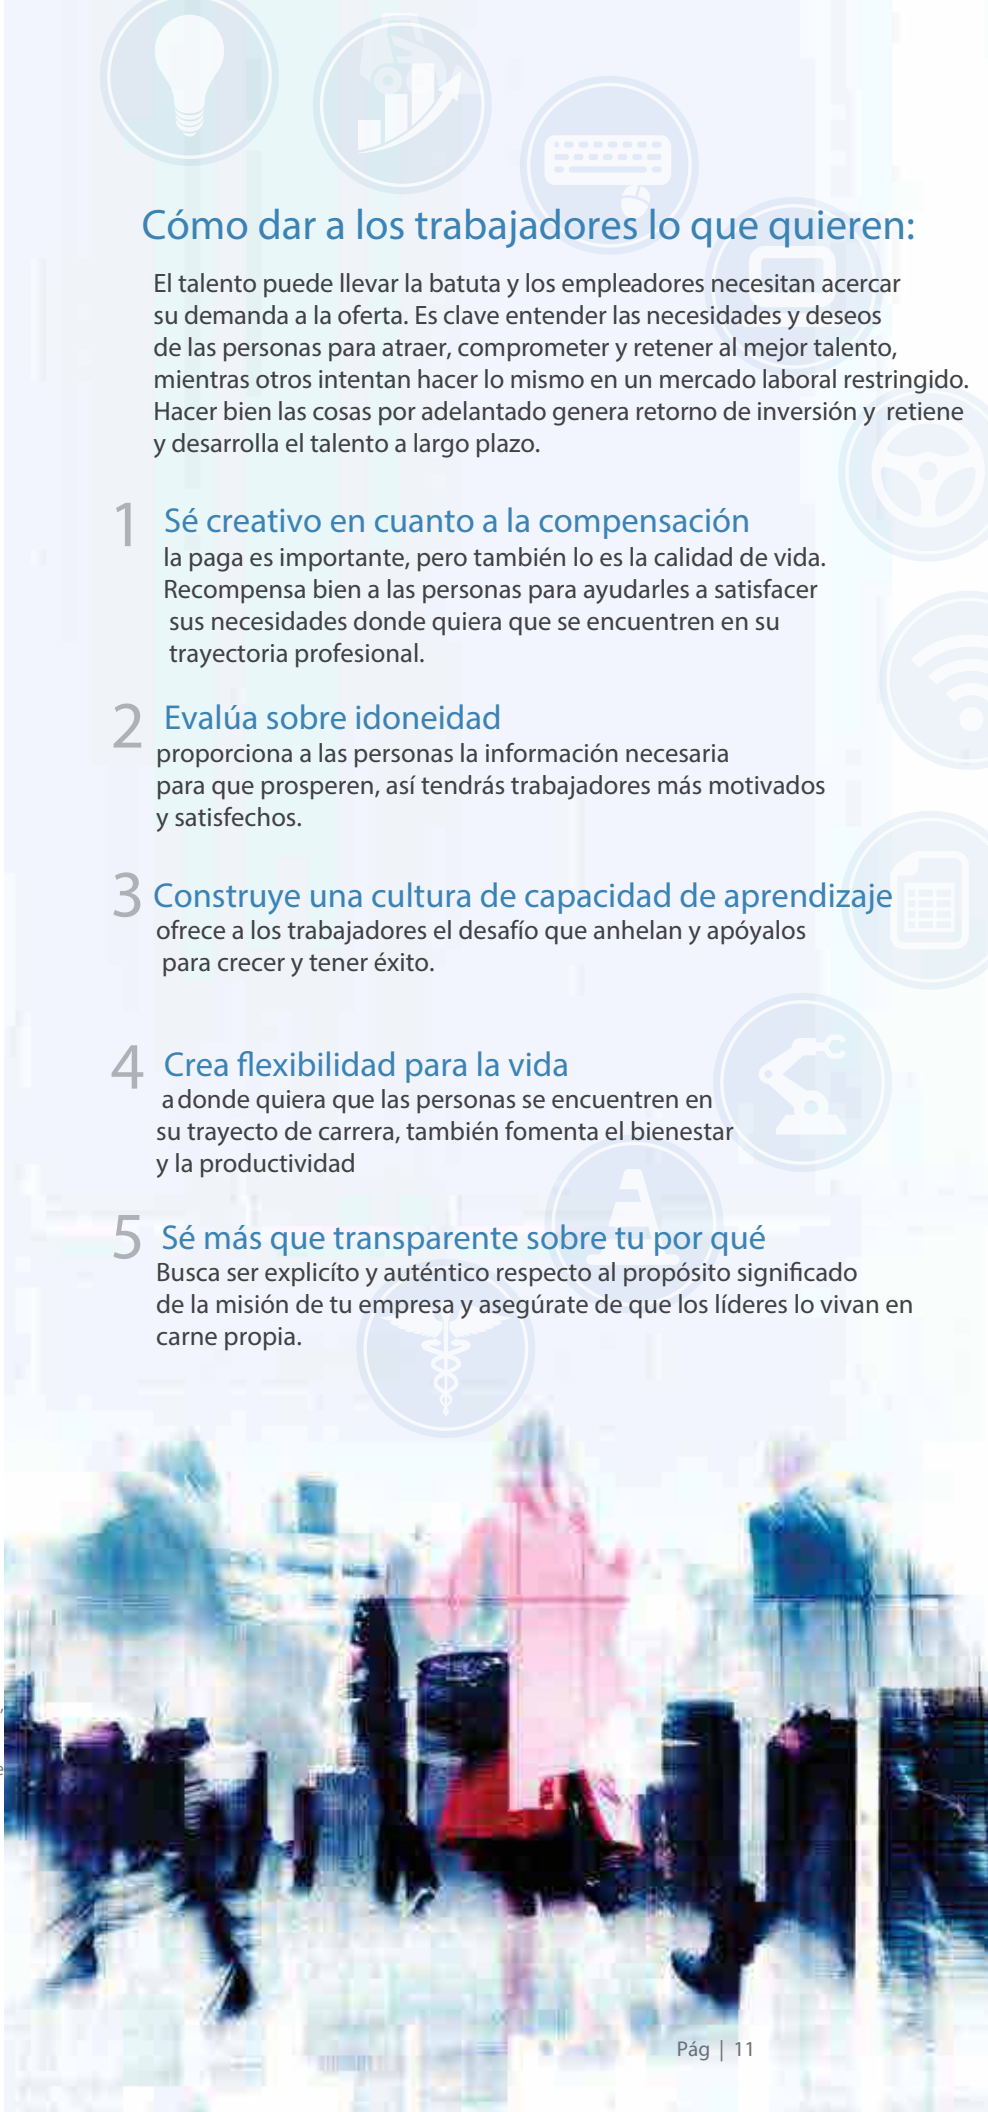 Cómo dar a los trabajadores lo que quieren:
El talento puede llevar la batuta y los empleadores necesitan acercar
su demanda a la oferta. Es clave entender las necesidades y deseos
de las personas para atraer, comprometer y retener al mejor talento,
mientras otros intentan hacer lo mismo en un mercado laboral restringido.
Hacer bien las cosas por adelantado genera retorno de inversión y retiene
y desarrolla el talento a largo plazo.
1 Sé creativo en cuanto a la compensación
la paga es importante, pero también lo es la calidad de vida.
Recompensa bien a las personas para ayudarles a satisfacer
sus necesidades donde quiera que se encuentren en su
trayectoria profesional.
2 Evalúa sobre idoneidad
proporciona a las personas la información necesaria
para que prosperen, así tendrás trabajadores más motivados
y satisfechos.
3 Construye una cultura de capacidad de aprendizaje
ofrece a los trabajadores el desafío que anhelan y apóyalos
para crecer y tener éxito.
4 Crea flexibilidad para la vida
a donde quiera que las personas se encuentren en
su trayecto de carrera, también fomenta el bienestar
y la productividad
5 Sé más que transparente sobre tu por qué
Busca ser explicíto y auténtico respecto al propósito significado
de la misión de tu empresa y asegúrate de que los líderes lo vivan en
carne propia.
Pág | 11